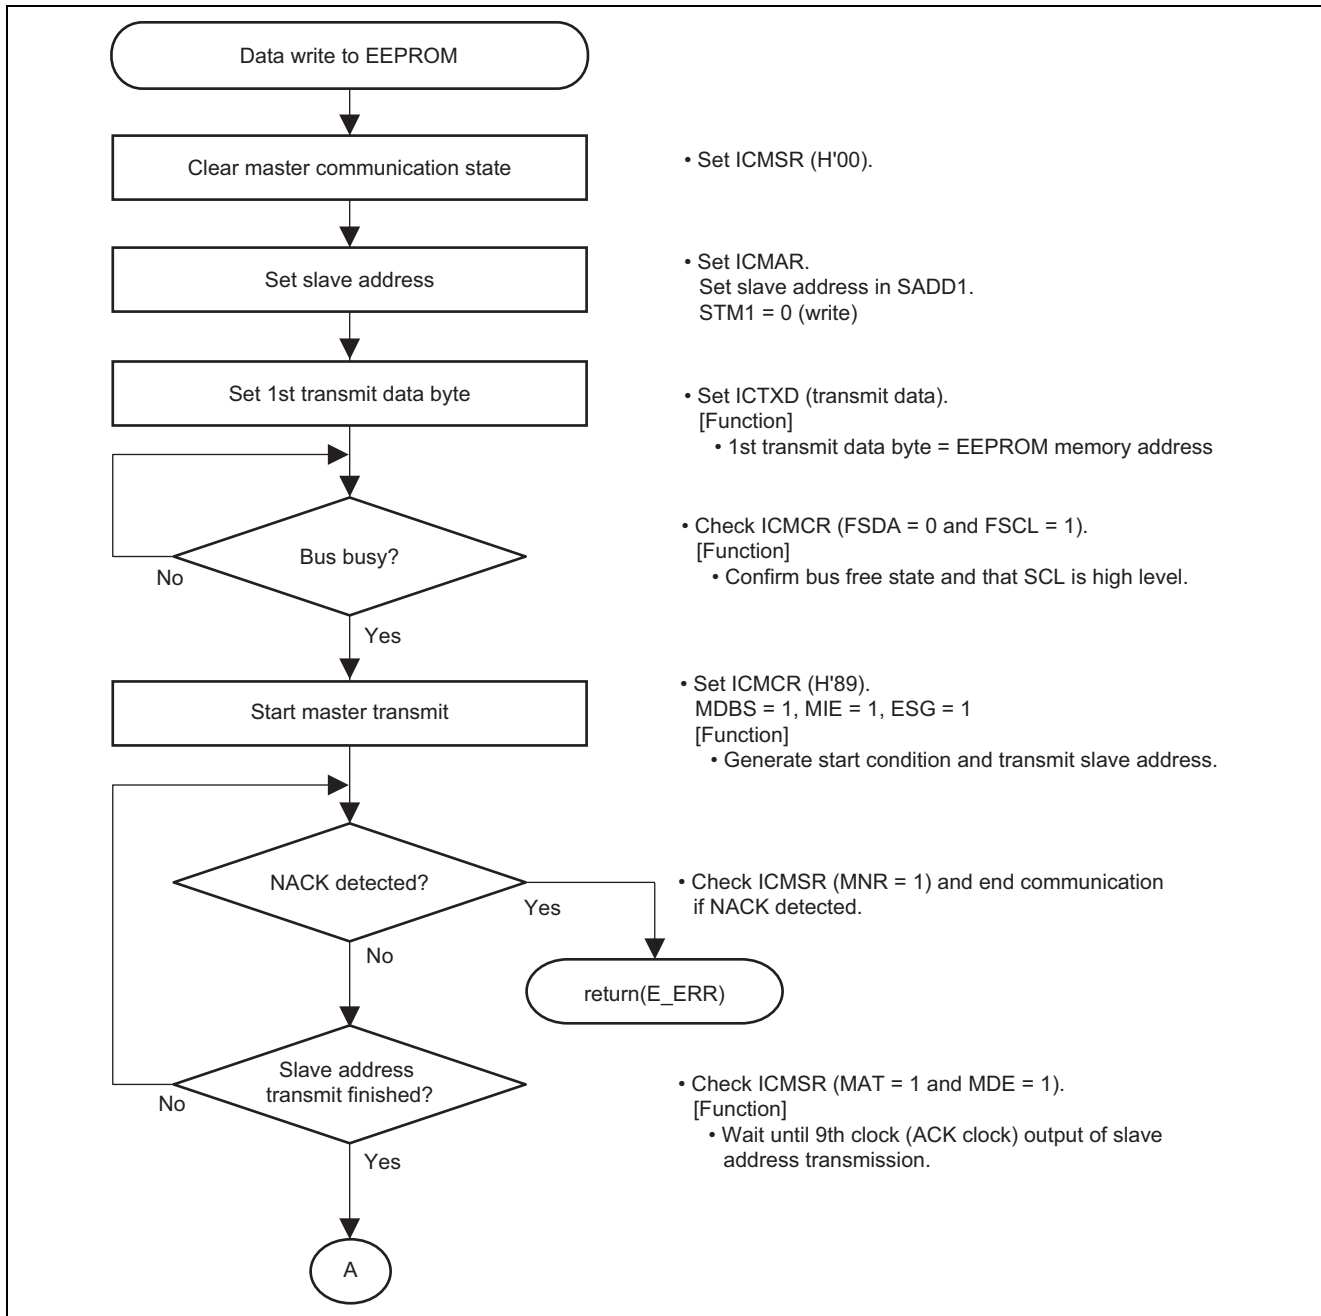 Data write to EEPROM
Clear master communication state
• Set ICMSR (H'00).
Set slave address
• Set ICMAR.
Set slave address in SADD1.
STM1 = 0 (write)
Set 1st transmit data byte
• Set ICTXD (transmit data).
[Function]
• 1st transmit data byte = EEPROM memory address
Bus busy?
No
Yes
• Check ICMCR (FSDA = 0 and FSCL = 1).
[Function]
• Confirm bus free state and that SCL is high level.
Start master transmit
• Set ICMCR (H'89).
MDBS = 1, MIE = 1, ESG = 1
[Function]
• Generate start condition and transmit slave address.
NACK detected?
Yes
No
• Check ICMSR (MNR = 1) and end communication
if NACK detected.
return(E_ERR)
Slave address
transmit finished?
No
Yes
• Check ICMSR (MAT = 1 and MDE = 1).
[Function]
• Wait until 9th clock (ACK clock) output of slave
address transmission.
A